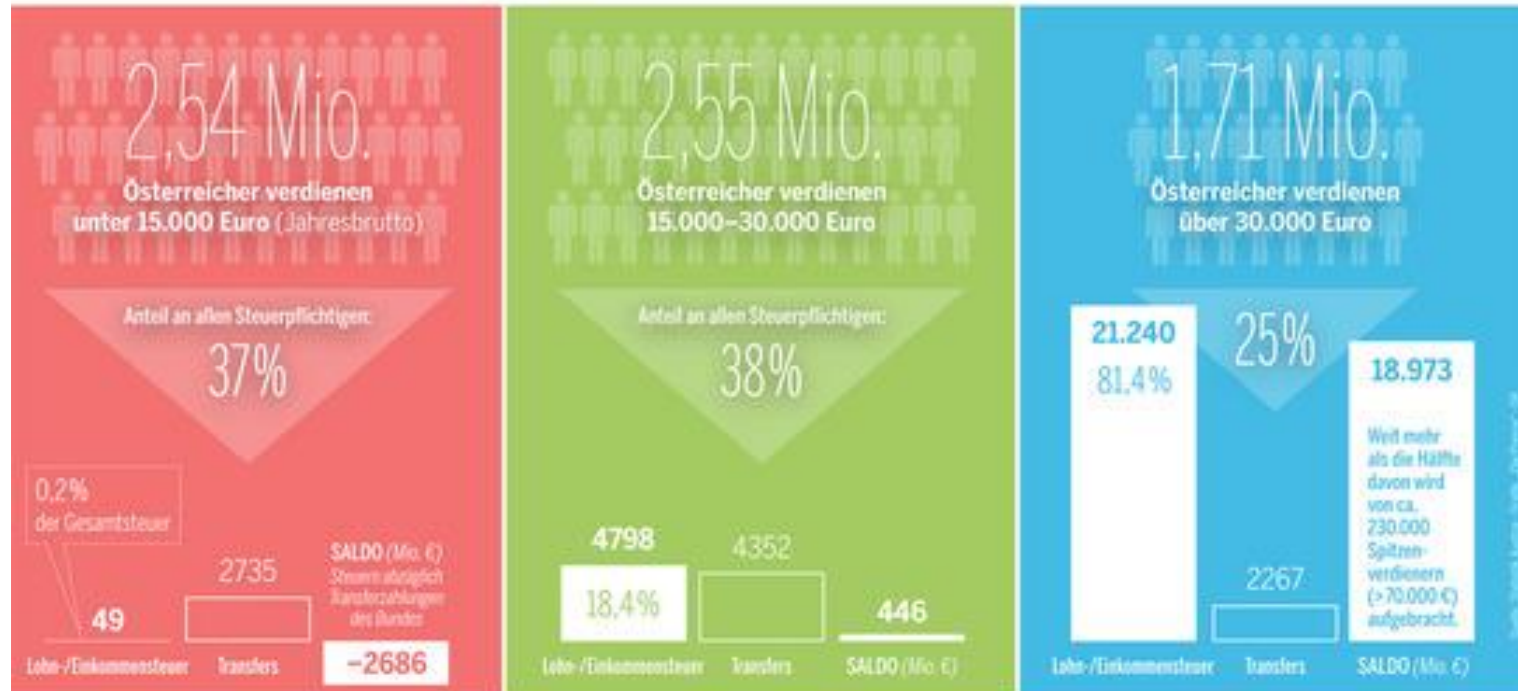 2,54 Mio.
Österreicher verdienen
unter 15.000 Euro (Jahresbrutto)
Anteil an allen Steuerpflichtigen:
37%
0,2%
der Gesamtsteuer
49
Lohn-/Einkommensteuer
2735
Transfers
SALDO (Mio. €)
Steuern abzüglich
Transferzahlungen
des Bundes
−2686
2,55 Mio.
Österreicher verdienen
15.000–30.000 Euro
Anteil an allen Steuerpflichtigen:
38%
4798
18,4%
Lohn-/Einkommensteuer
4352
Transfers
446
SALDO (Mio. €)
1,71 Mio.
Österreicher verdienen
über 30.000 Euro
25%
21.240
81,4%
Lohn-/Einkommensteuer
2267
Transfers
18.973
Weit mehr
als die Hälfte
davon wird
von ca.
230.000
Spitzen-
verdienern
(>70.000 €)
aufgebracht.
SALDO (Mio. €)